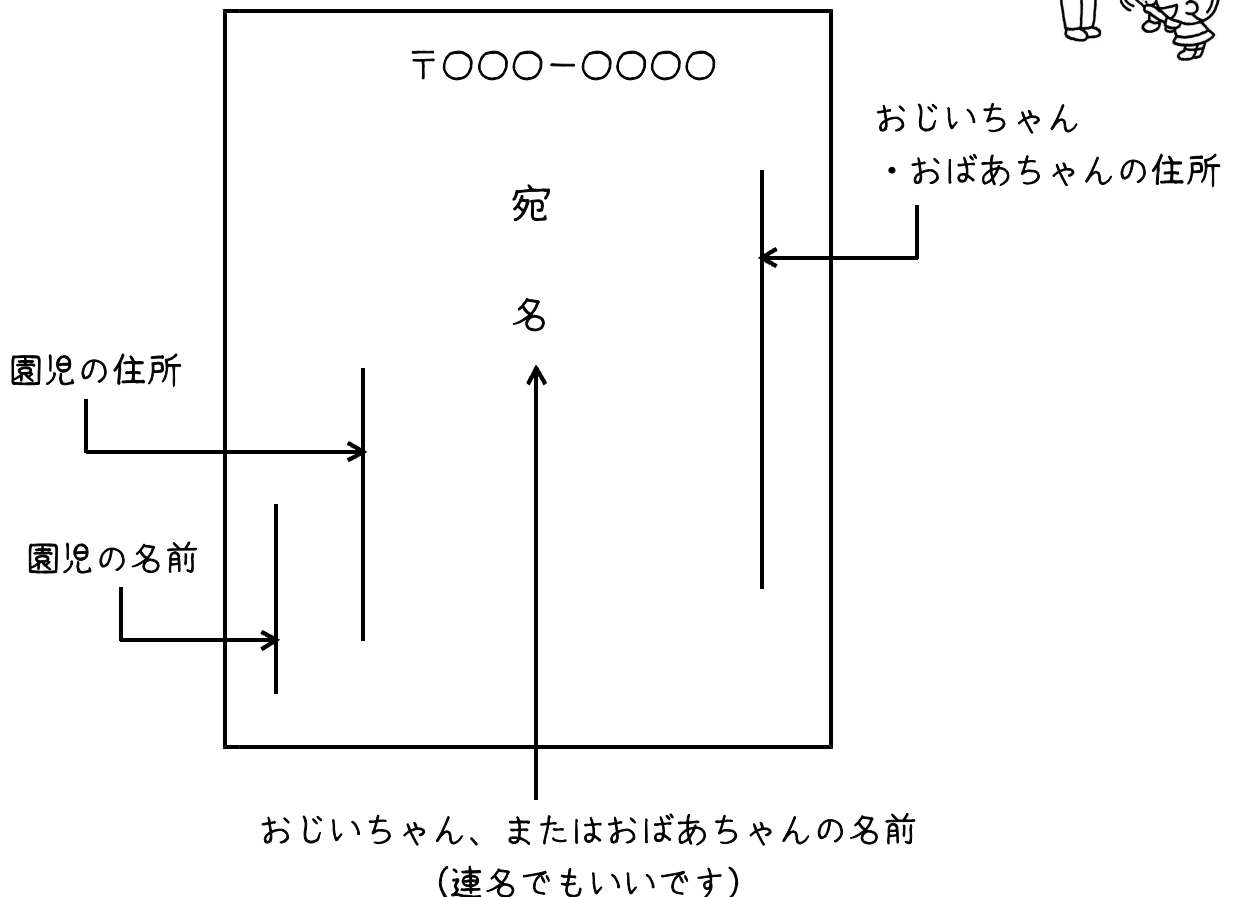 〒○○○－○○○○
おじいちゃん
・おばあちゃんの住所
宛
名
園児の住所
園児の名前
おじいちゃん、またはおばあちゃんの名前
(連名でもいいです)